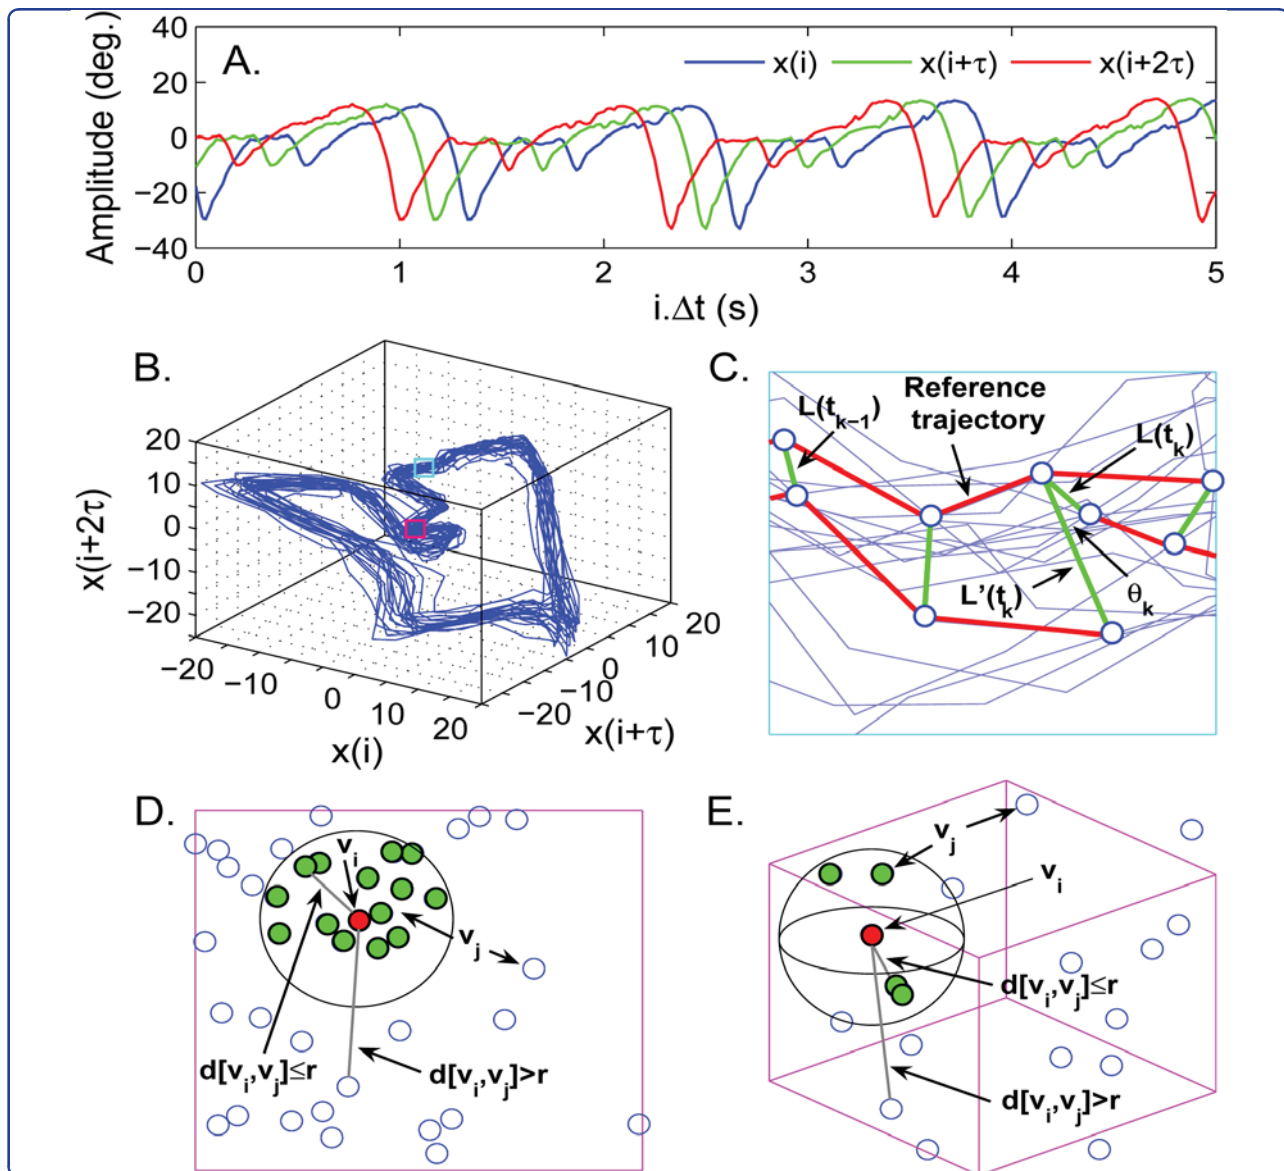 A.
x(i) x(i+τ) x(i+2τ)
Amplitude (deg.)
40
20
0
−20
−40
0 1 2 3 4 5
i.Δt (s)
B.
x(i+2τ)
20
10
0
−10
−20
−20 −10 0 10 20
x(i)
−20 −10 0 10 20
x(i+τ)
C.
Reference
trajectory
L(tk−1)
L(tk)
L’(tk)
θk
D.
vi
vj
d[vi,vj]≤r
d[vi,vj]>r
E.
vj
vi
d[vi,vj]≤r
d[vi,vj]>r